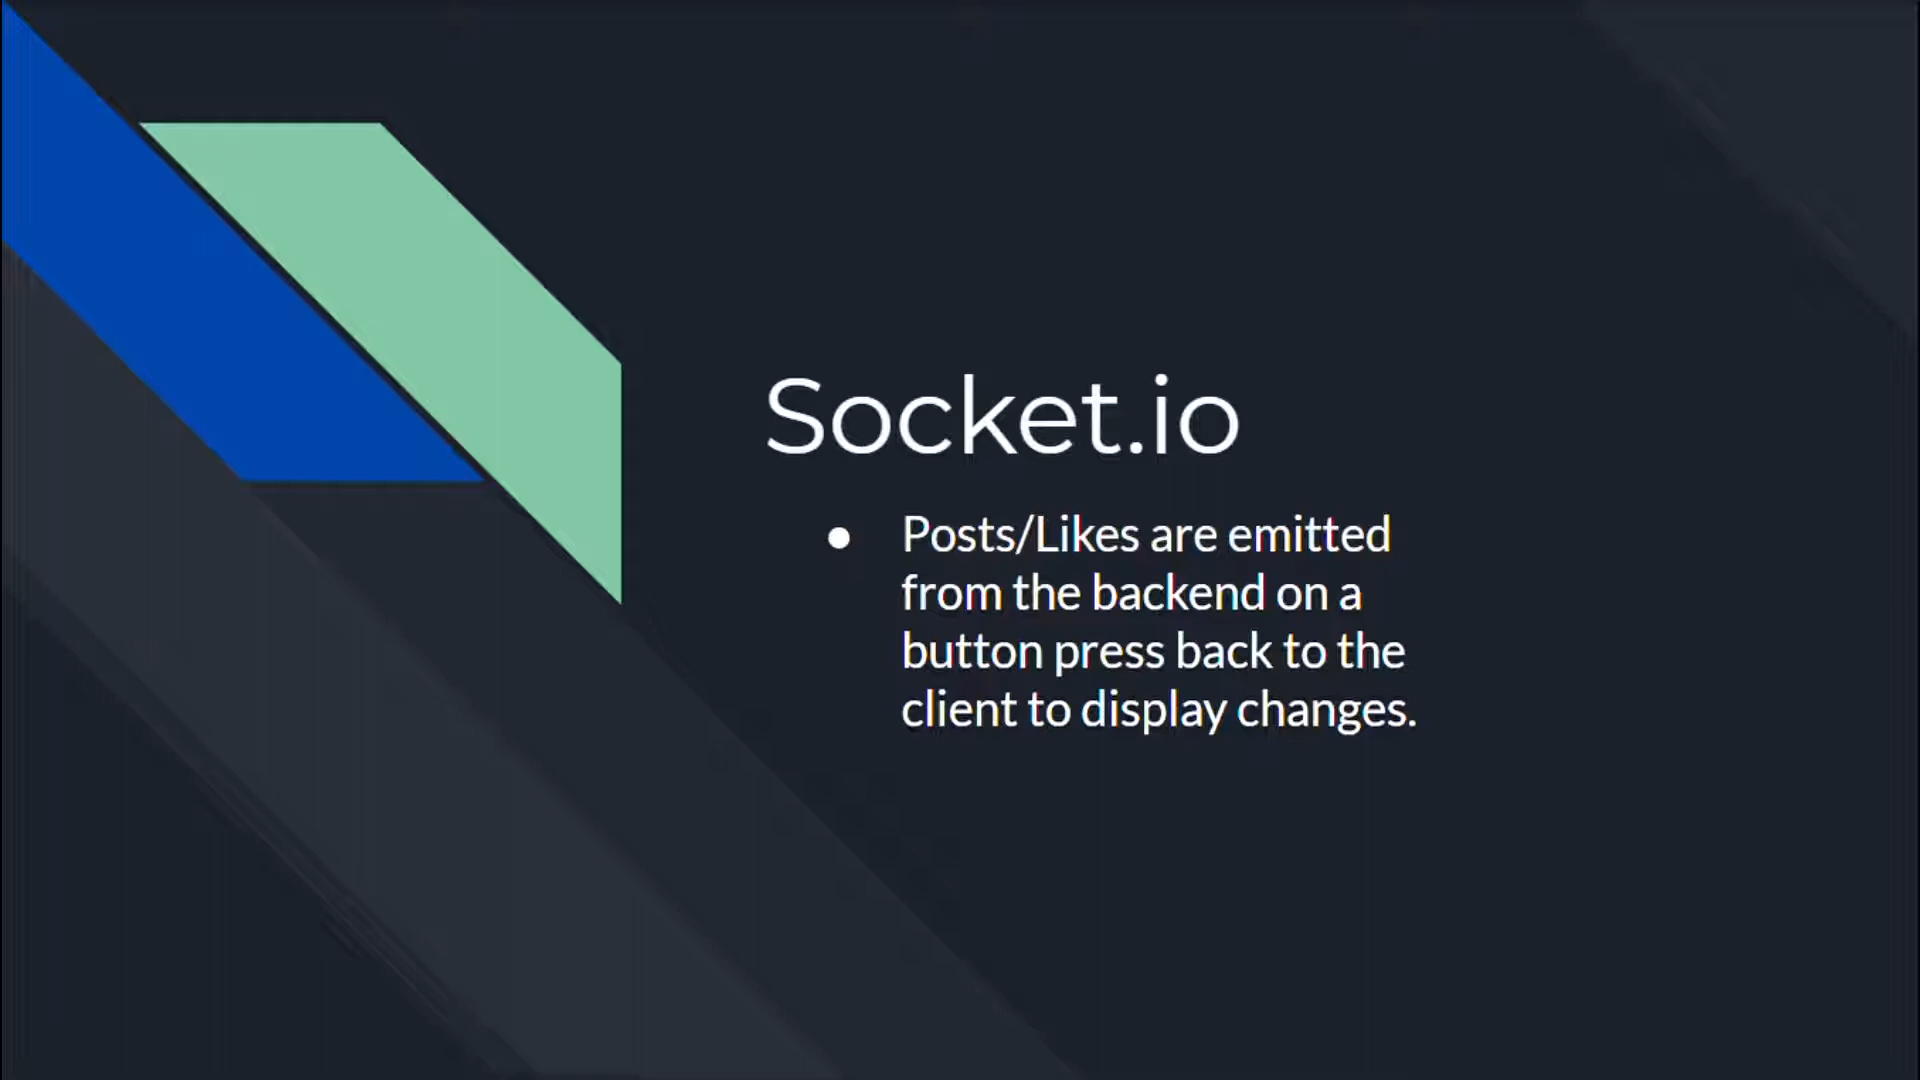 Socket.io
● Posts/Likes are emitted
from the backend on a
button press back to the
client to display changes.